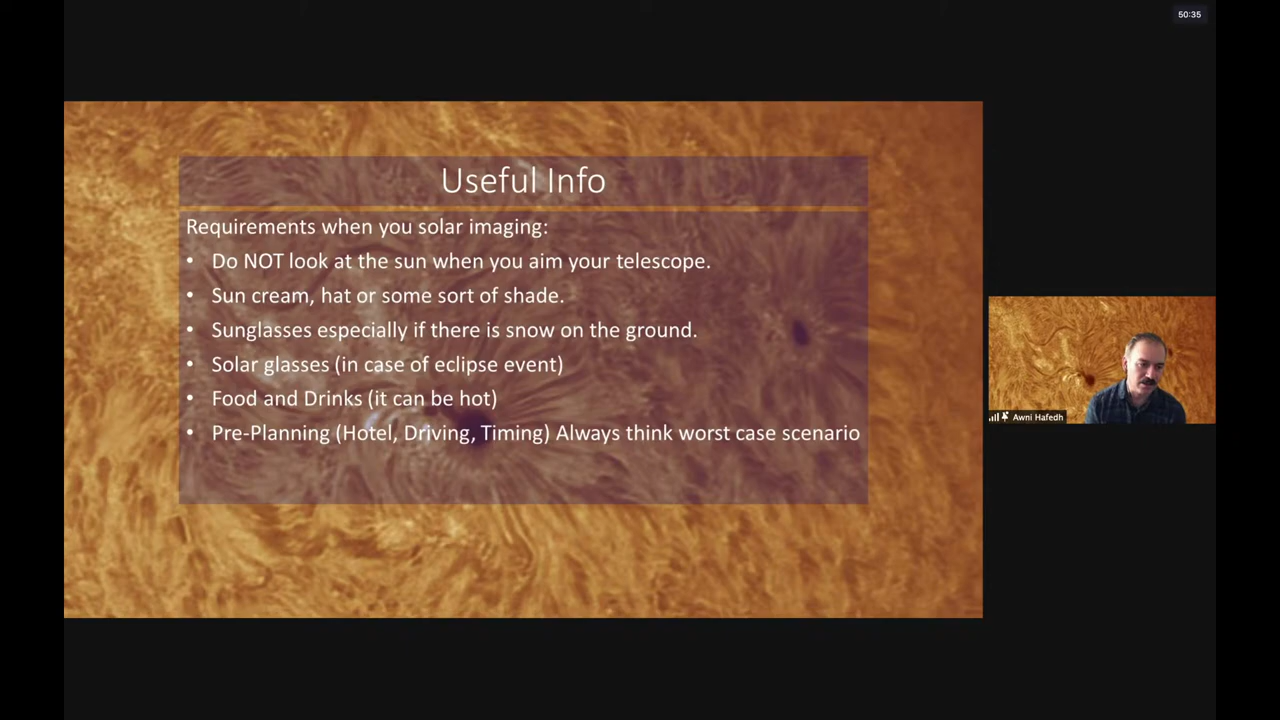 50:35
Useful Info
Requirements when you solar imaging:
• Do NOT look at the sun when you aim your telescope.
• Sun cream, hat or some sort of shade.
• Sunglasses especially if there is snow on the ground.
• Solar glasses (in case of eclipse event)
• Food and Drinks (it can be hot)
• Pre-Planning (Hotel, Driving, Timing) Always think worst case scenario
Awni Hafedh